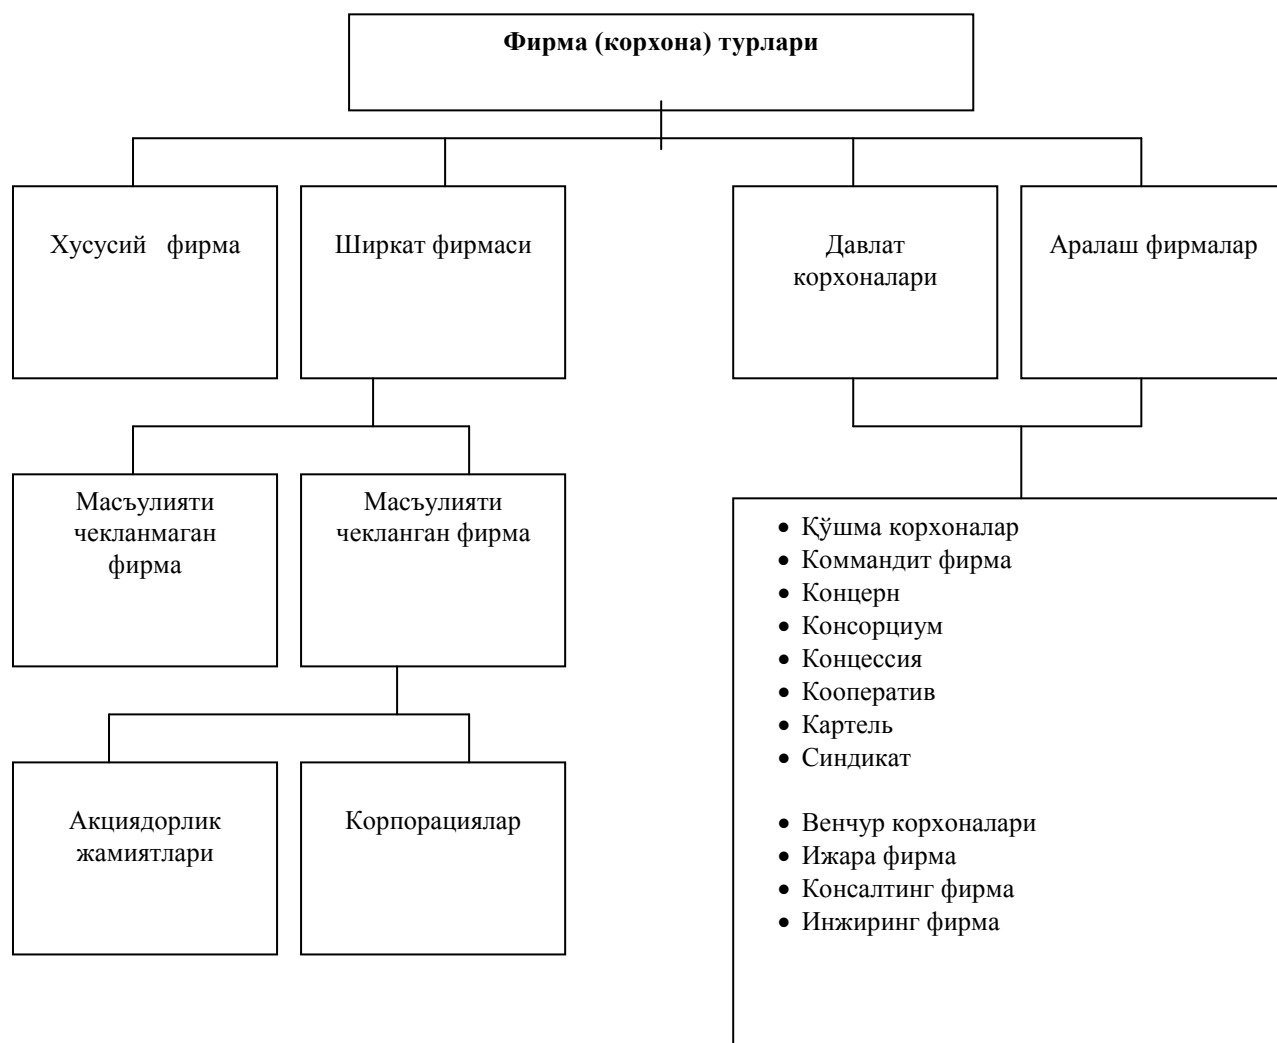 Фирма (корхона) турлари
Хусусий фирма
Ширкат фирмаси
Давлат
корхоналари
Аралаш фирмалар
Масъулияти
чекланмаган
фирма
Масъулияти
чекланган фирма
• Қўшма корхоналар
• Коммандит фирма
• Концерн
• Консорциум
• Концессия
• Кооператив
• Картель
• Синдикат
• Венчур корхоналари
• Ижара фирма
• Консалтинг фирма
• Инжиринг фирма
Акциядорлик
жамиятлари
Корпорациялар